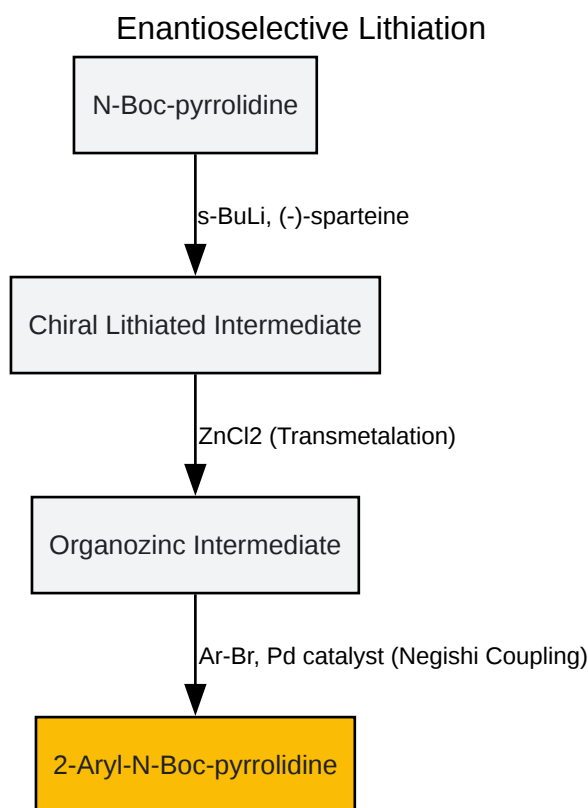 Enantioselective Lithiation
N-Boc-pyrrolidine
s-BuLi, (-)-sparteine
Chiral Lithiated Intermediate
ZnCl2 (Transmetalation)
Organozinc Intermediate
Ar-Br, Pd catalyst (Negishi Coupling)
2-Aryl-N-Boc-pyrrolidine